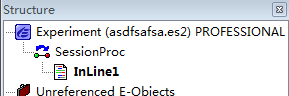 Structure
Experiment (asdfsafsa.es2) PROFESSIONAL
SessionProc
InLine1
Unreferenced E-Objects